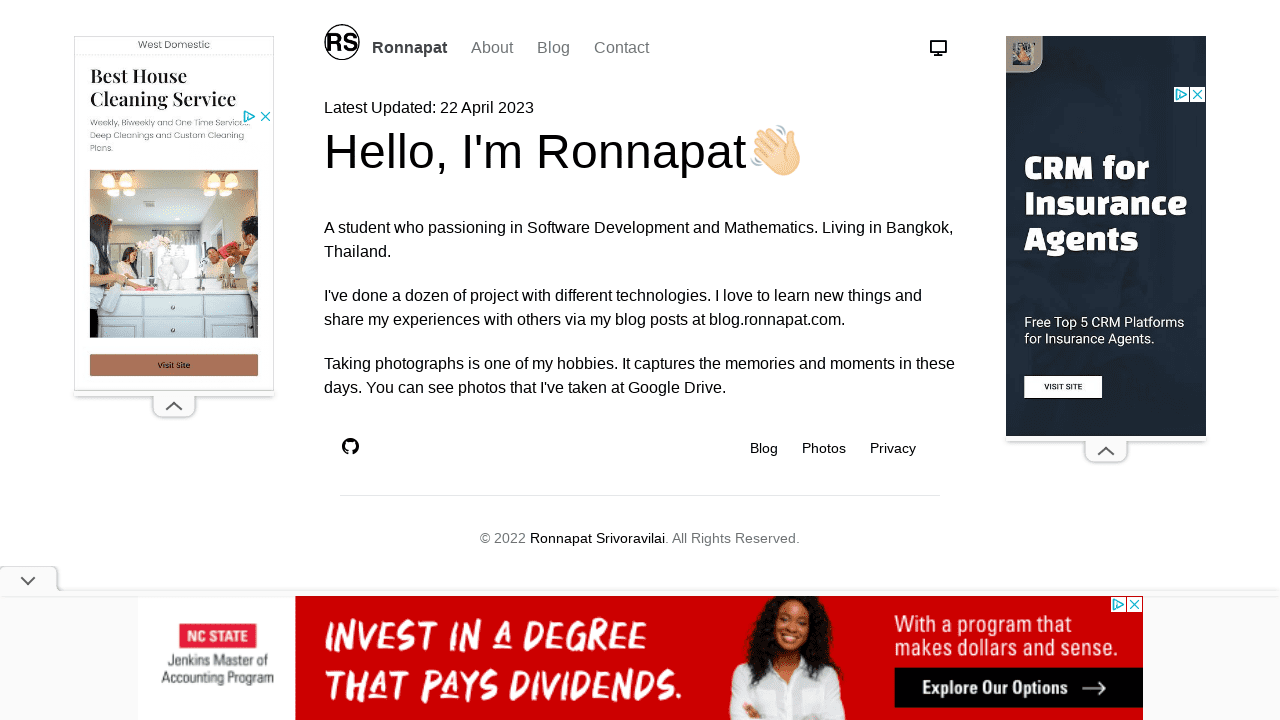 RS
Ronnapat
About
Blog
Contact
West Domestic
Best House
Cleaning Service
Weekly, Biweekly and One Time Service...
Deep Cleanings and Custom Cleaning
Plans.
Visit Site
Latest Updated: 22 April 2023
Hello, I'm Ronnapat
A student who passioning in Software Development and Mathematics. Living in Bangkok,
Thailand.
I've done a dozen of project with different technologies. I love to learn new things and
share my experiences with others via my blog posts at blog.ronnapat.com.
Taking photographs is one of my hobbies. It captures the memories and moments in these
days. You can see photos that I've taken at Google Drive.
CRM for
Insurance
Agents
Free Top 5 CRM Platforms
for Insurance Agents.
VISIT SITE
Blog
Photos
Privacy
© 2022 Ronnapat Srivoravilai. All Rights Reserved.
NC STATE
Jenkins Master of
Accounting Program
INVEST IN A DEGREE
THAT PAYS DIVIDENDS.
With a program that
makes dollars and sense.
Explore Our Options